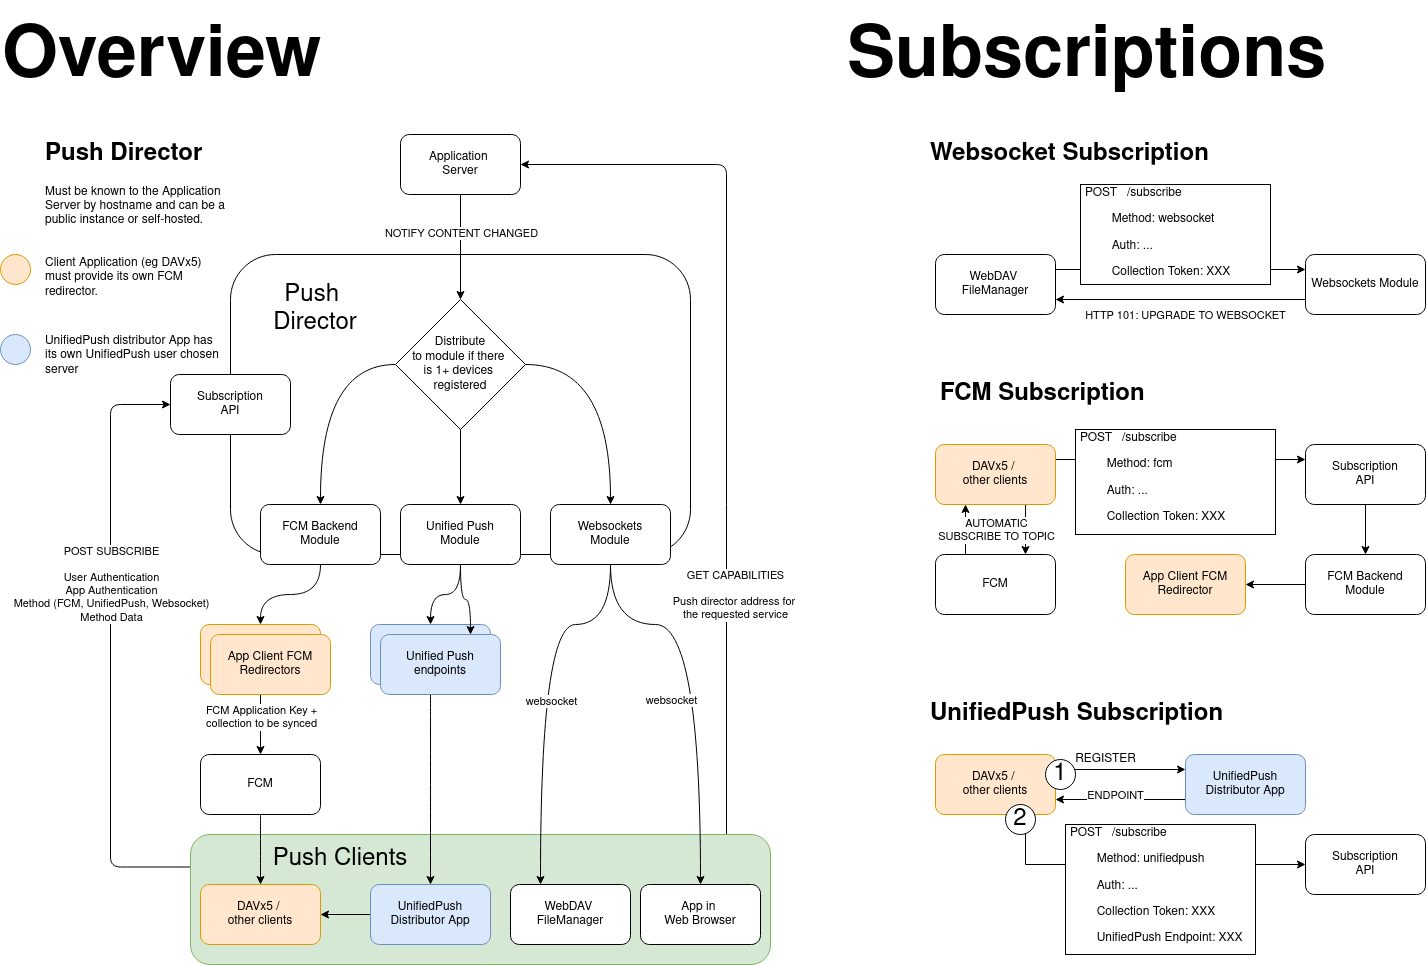 Overview
Push Director
Must be known to the Application
Server by hostname and can be a
public instance or self-hosted.
Client Application (eg DAVx5)
must provide its own FCM
redirector.
UnifiedPush distributor App has
its own UnifiedPush user chosen
server
Application
Server
NOTIFY CONTENT CHANGED
Push
Director
Distribute
to module if there
is 1+ devices
registered
Subscription
API
FCM Backend
Module
Unified Push
Module
Websockets
Module
POST SUBSCRIBE
User Authentication
App Authentication
Method (FCM, UnifiedPush, Websocket)
Method Data
GET CAPABILITIES
Push director address for
the requested service
App Client FCM
Redirectors
Unified Push
endpoints
FCM Application Key +
collection to be synced
websocket
websocket
FCM
Push Clients
DAVx5 /
other clients
UnifiedPush
Distributor App
WebDAV
FileManager
App in
Web Browser
Subscriptions
Websocket Subscription
POST /subscribe
Method: websocket
Auth: ...
Collection Token: XXX
WebDAV
FileManager
Websockets Module
HTTP 101: UPGRADE TO WEBSOCKET
FCM Subscription
DAVx5 /
other clients
POST /subscribe
Method: fcm
Auth: ...
Collection Token: XXX
Subscription
API
AUTOMATIC
SUBSCRIBE TO TOPIC
FCM
App Client FCM
Redirector
FCM Backend
Module
UnifiedPush Subscription
DAVx5 /
other clients
1
REGISTER
ENDPOINT
UnifiedPush
Distributor App
2
POST /subscribe
Method: unifiedpush
Auth: ...
Collection Token: XXX
UnifiedPush Endpoint: XXX
Subscription
API